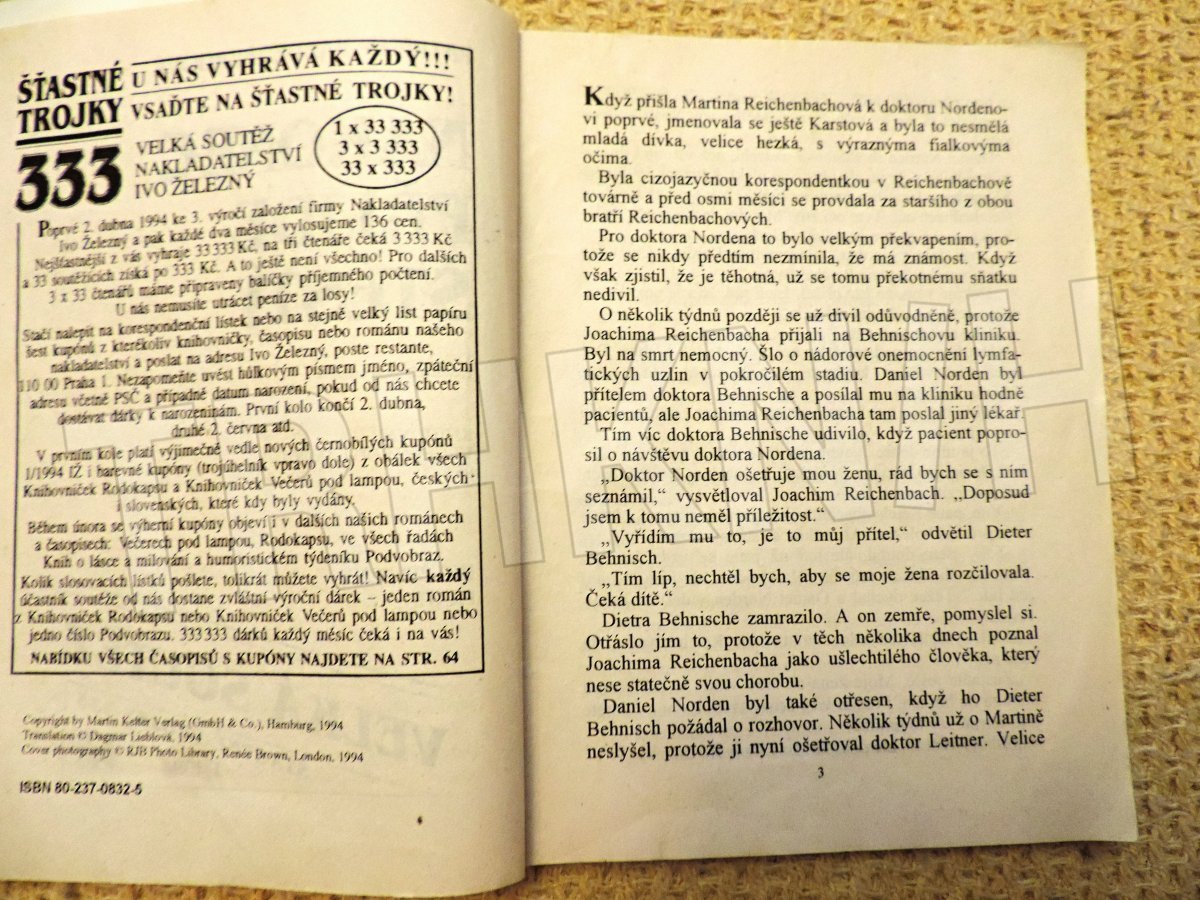 ŠŤASTNÉ
TROJKY
333
U NÁS VYHRÁVÁ KAŽDÝ!!!
VSAĎTE NA ŠŤASTNÉ TROJKY!
VELKÁ SOUTĚŽ
NAKLADATELSTVÍ
IVO ŽELEZNÝ
1 x 33 333
3 x 3 333
33 x 333
Poprvé 2. dubna 1994 ke 3. výročí založení firmy Nakladatelství
Ivo Železný a pak každé dva měsíce vylosujeme 136 cen.
Nejšťastnější z vás vyhraje 33 333 Kč, na tři čtenáře čeká 3 333 Kč
a 33 soutěžících získá po 333 Kč. A to ještě není všechno! Pro dalších
3 x 33 čtenářů máme připraveny balíčky příjemného počtení.
U nás nemusíte utrácet peníze za losy!
Stačí nalepit na korespondenční lístek nebo na stejně velký list papíru
šest kupónů z kterékoliv knihovničky, časopisu nebo románu našeho
nakladatelství a poslat na adresu Ivo Železný, poste restante,
110 00 Praha 1. Nezapomeňte uvést hůlkovým písmem jméno, zpáteční
adresu včetně PSČ a případně datum narození, pokud od nás chcete
dostávat dárky k narozeninám. První kolo končí 2. dubna,
druhé 2. června atd.
V prvním kole platí výjimečně vedle nových černobílých kupónů
1/1994 IŽ i barevné kupóny (trojúhelník vpravo dole) z obálek všech
Knihovniček Rodokapsu a Knihovniček Večerů pod lampou, českých
i slovenských, které kdy byly vydány.
Během února se výherní kupóny objeví i v dalších našich románech
a časopisech: Večerech pod lampou, Rodokapsu, ve všech řadách
Knih o lásce a milování a humoristickém týdeníku Podvobraz.
Kolik slosovacích lístků pošlete, tolikrát můžete vyhrát! Navíc každý
účastník soutěže od nás dostane zvláštní výroční dárek - jeden román
z Knihovniček Rodokapsu nebo Knihovniček Večerů pod lampou nebo
jedno číslo Podvobrazu. 333 333 dárků každý měsíc čeká i na vás!
NABÍDKU VŠECH ČASOPISŮ S KUPÓNY NAJDETE NA STR. 64
Copyright by Martin Kelter Verlag (GmbH & Co.), Hamburg, 1994
Translation © Dagmar Lieblová, 1994
Cover photography © RJB Photo Library, Renée Brown, London, 1994
ISBN 80-237-0832-5
Když přišla Martina Reichenbachová k doktoru Nordeno-
vi poprvé, jmenovala se ještě Karstová a byla to nesmělá
mladá dívka, velice hezká, s výraznýma fialkovýma
očima.
Byla cizojazyčnou korespondentkou v Reichenbachově
továrně a před osmi měsíci se provdala za staršího z obou
bratří Reichenbachových.
Pro doktora Nordena to bylo velkým překvapením, pro-
tože se nikdy předtím nezmínila, že má známost. Když
však zjistil, že je těhotná, už se tomu překotnému sňatku
nedivil.
O několik týdnů později se už divil odůvodněně, protože
Joachima Reichenbacha přijali na Behnischovu kliniku.
Byl na smrt nemocný. Šlo o nádorové onemocnění lymfa-
tických uzlin v pokročilém stadiu. Daniel Norden byl
přítelem doktora Behnische a posílal mu na kliniku hodně
pacientů, ale Joachima Reichenbacha tam poslal jiný lékař.
Tím víc doktora Behnische udivilo, když pacient popro-
sil o návštěvu doktora Nordena.
„Doktor Norden ošetřuje mou ženu, rád bych se s ním
seznámil,“ vysvětloval Joachim Reichenbach. „Doposud
jsem k tomu neměl příležitost.“
„Vyřídím mu to, je to můj přítel,“ odvětil Dieter
Behnisch.
„Tím líp, nechtěl bych, aby se moje žena rozčilovala.
Čeká dítě.“
Dietra Behnische zamrazilo. A on zemře, pomyslel si.
Otřáslo jím to, protože v těch několika dnech poznal
Joachima Reichenbacha jako ušlechtilého člověka, který
nese statečně svou chorobu.
Daniel Norden byl také otřesen, když ho Dieter
Behnisch požádal o rozhovor. Několik týdnů už o Martině
neslyšel, protože ji nyní ošetřoval doktor Leitner. Velice
3